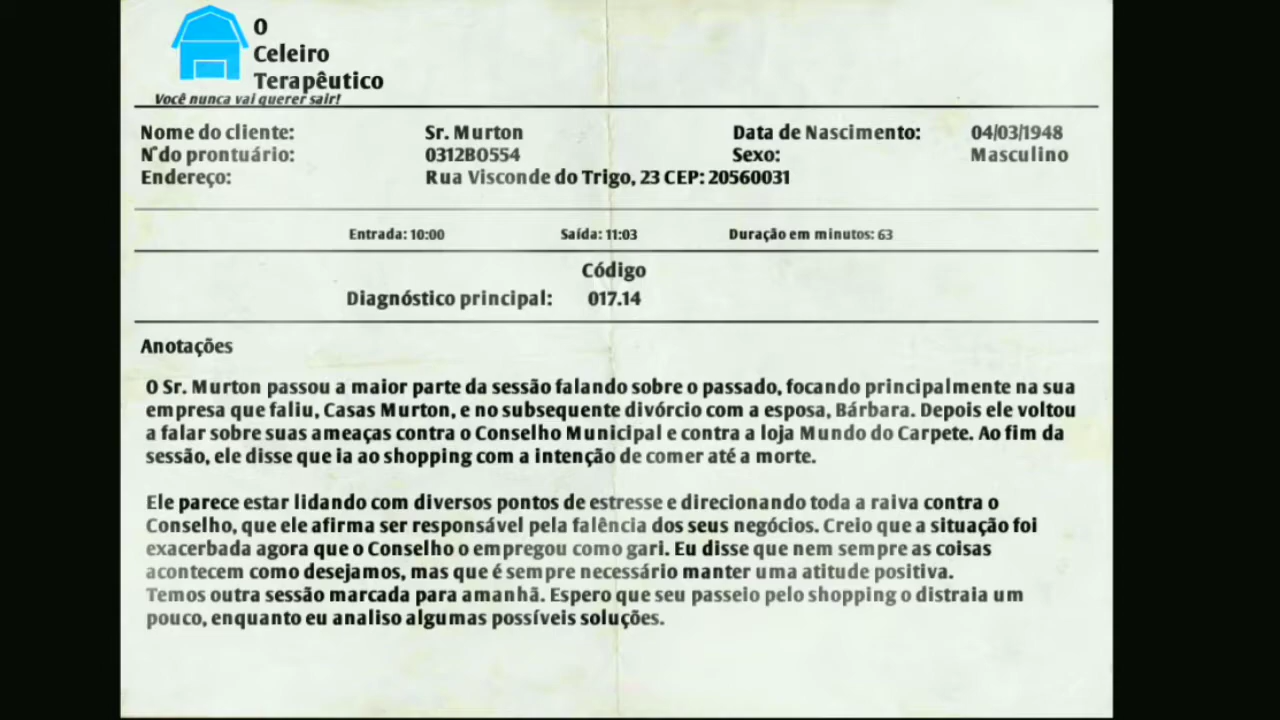 O
Celeiro
Terapêutico
Você nunca vai querer sair!
Nome do cliente: Sr. Murton Data de Nascimento: 04/03/1948
N°do prontuário: 0312B0554 Sexo: Masculino
Endereço: Rua Visconde do Trigo, 23 CEP: 20560031
Entrada: 10:00 Saída: 11:03 Duração em minutos: 63
Código
Diagnóstico principal: 017.14
Anotações
O Sr. Murton passou a maior parte da sessão falando sobre o passado, focando principalmente na sua
empresa que faliu, Casas Murton, e no subsequente divórcio com a esposa, Bárbara. Depois ele voltou
a falar sobre suas ameaças contra o Conselho Municipal e contra a loja Mundo do Carpete. Ao fim da
sessão, ele disse que ia ao shopping com a intenção de comer até a morte.
Ele parece estar lidando com diversos pontos de estresse e direcionando toda a raiva contra o
Conselho, que ele afirma ser responsável pela falência dos seus negócios. Creio que a situação foi
exacerbada agora que o Conselho o empregou como gari. Eu disse que nem sempre as coisas
acontecem como desejamos, mas que é sempre necessário manter uma atitude positiva.
Temos outra sessão marcada para amanhã. Espero que seu passeio pelo shopping o distraia um
pouco, enquanto eu analiso algumas possíveis soluções.